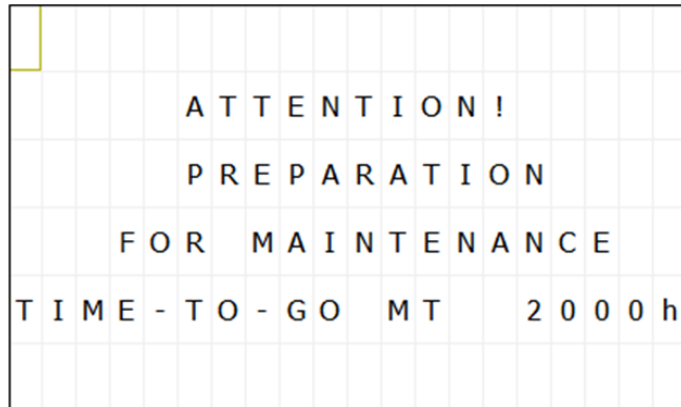 ATTENTION!
PREPARATION
FOR MAINTENANCE
TIME-TO-GO MT 2000h